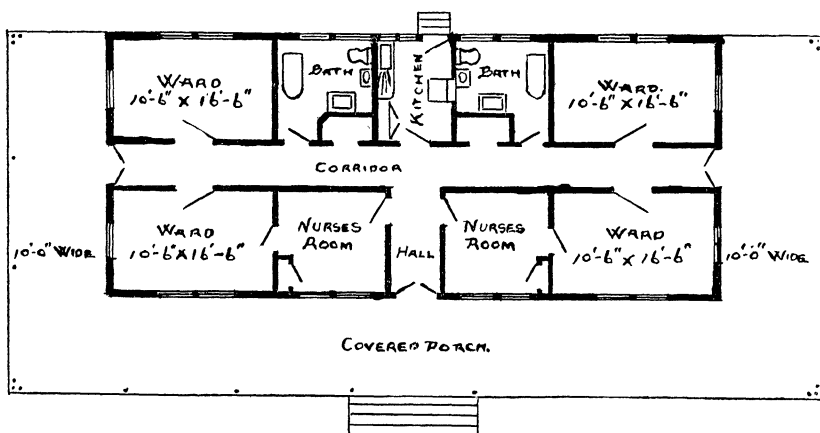 WARD
10'-6" X 16'-6"
BATH
KITCHEN
BATH
WARD.
10'-6" X 16'-6"
CORRIDOR
WARD
10'-6" X 16'-6"
NURSES
ROOM
HALL
NURSES
ROOM
WARD
10'-6" X 16'-6"
10'-0" WIDE
10'-0" WIDE
COVERED PORCH.